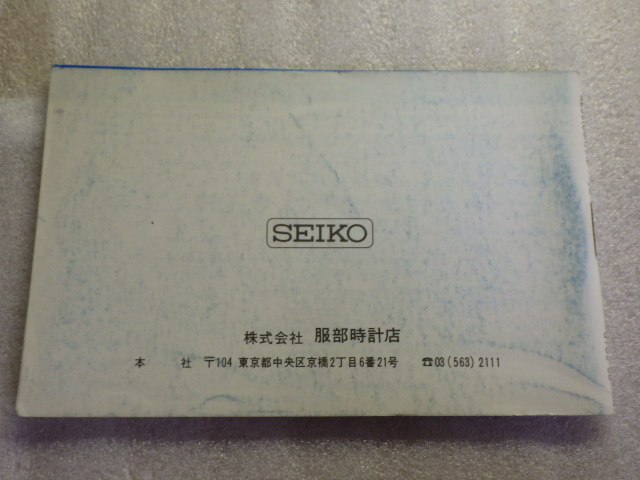 SEIKO
株式会社 服部時計店
本 社 〒104 東京都中央区京橋2丁目6番21号 ☎03(563)2111